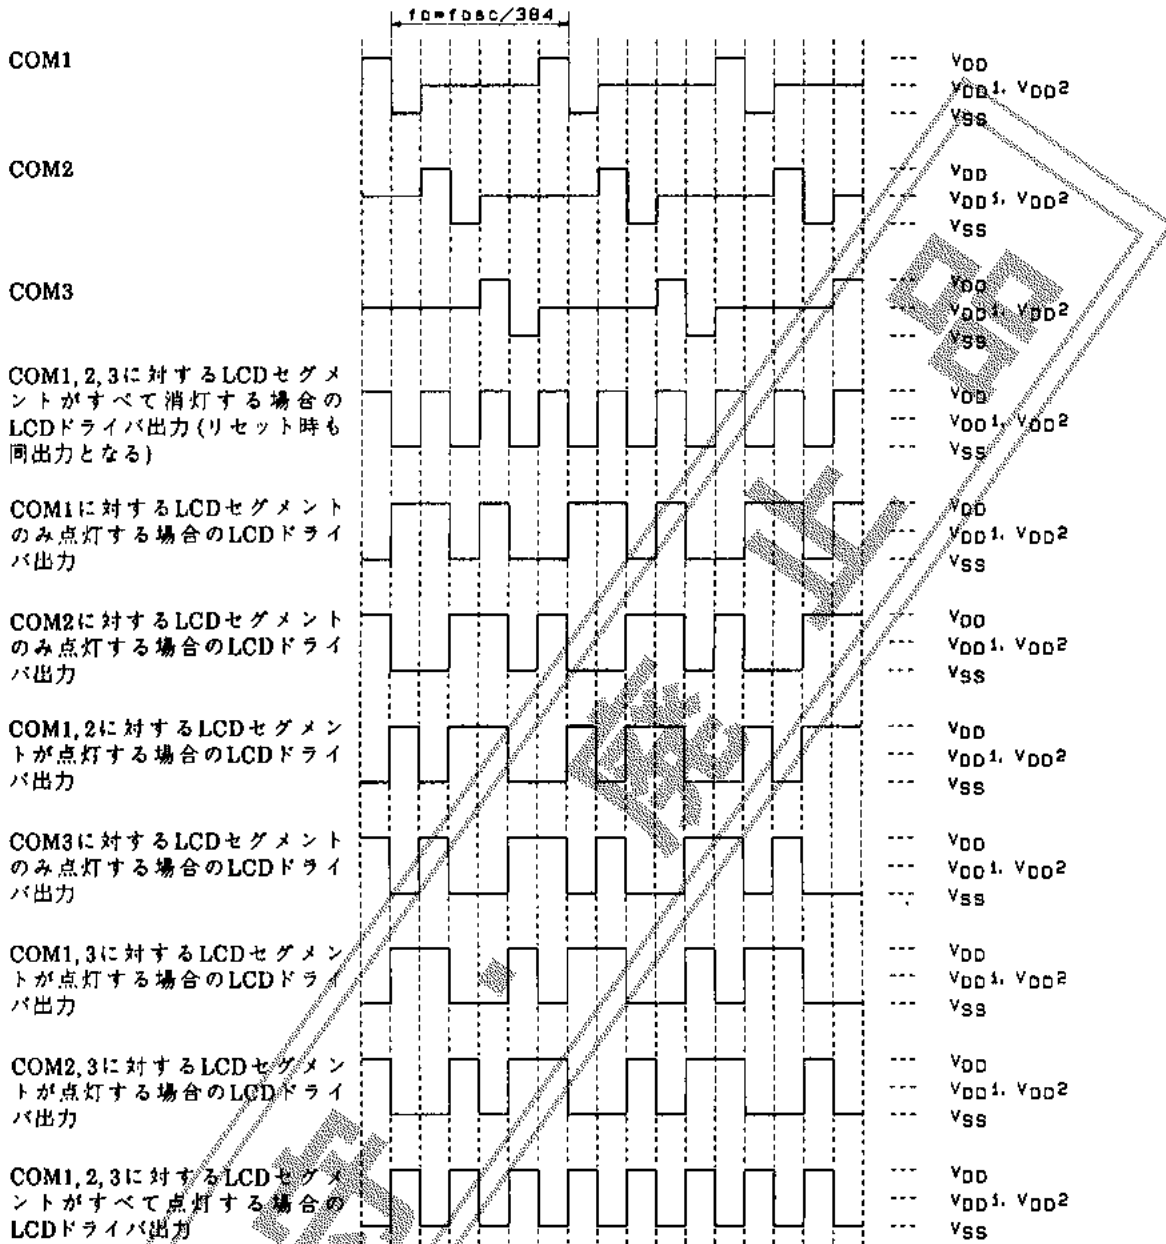 fD=fosc/384
COM1
VDD
VDD1, VDD2
VSS
COM2
VDD
VDD1, VDD2
VSS
COM3
VDD
VDD1, VDD2
VSS
COM1,2,3に対するLCDセグメ
ントがすべて消灯する場合の
LCDドライバ出力(リセット時も
同出力となる)
VDD
VDD1, VDD2
VSS
COM1に対するLCDセグメント
のみ点灯する場合のLCDドライ
バ出力
VDD
VDD1, VDD2
VSS
COM2に対するLCDセグメント
のみ点灯する場合のLCDドライ
バ出力
VDD
VDD1, VDD2
VSS
COM1,2に対するLCDセグメン
トが点灯する場合のLCDドライ
バ出力
VDD
VDD1, VDD2
VSS
COM3に対するLCDセグメント
のみ点灯する場合のLCDドライ
バ出力
VDD
VDD1, VDD2
VSS
COM1,3に対するLCDセグメン
トが点灯する場合のLCDドライ
バ出力
VDD
VDD1, VDD2
VSS
COM2,3に対するLCDセグメン
トが点灯する場合のLCDドライ
バ出力
VDD
VDD1, VDD2
VSS
COM1,2,3に対するLCDセグメ
ントがすべて点灯する場合の
LCDドライバ出力
VDD
VDD1, VDD2
VSS